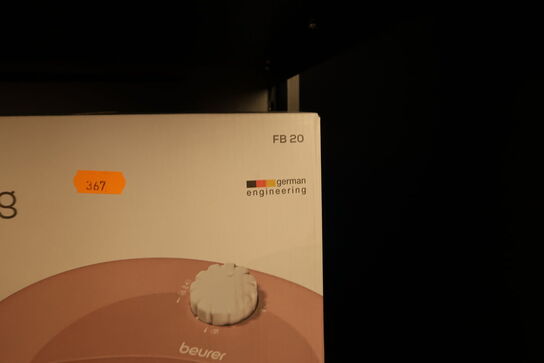 FB 20
367
german
engineering
g
beurer